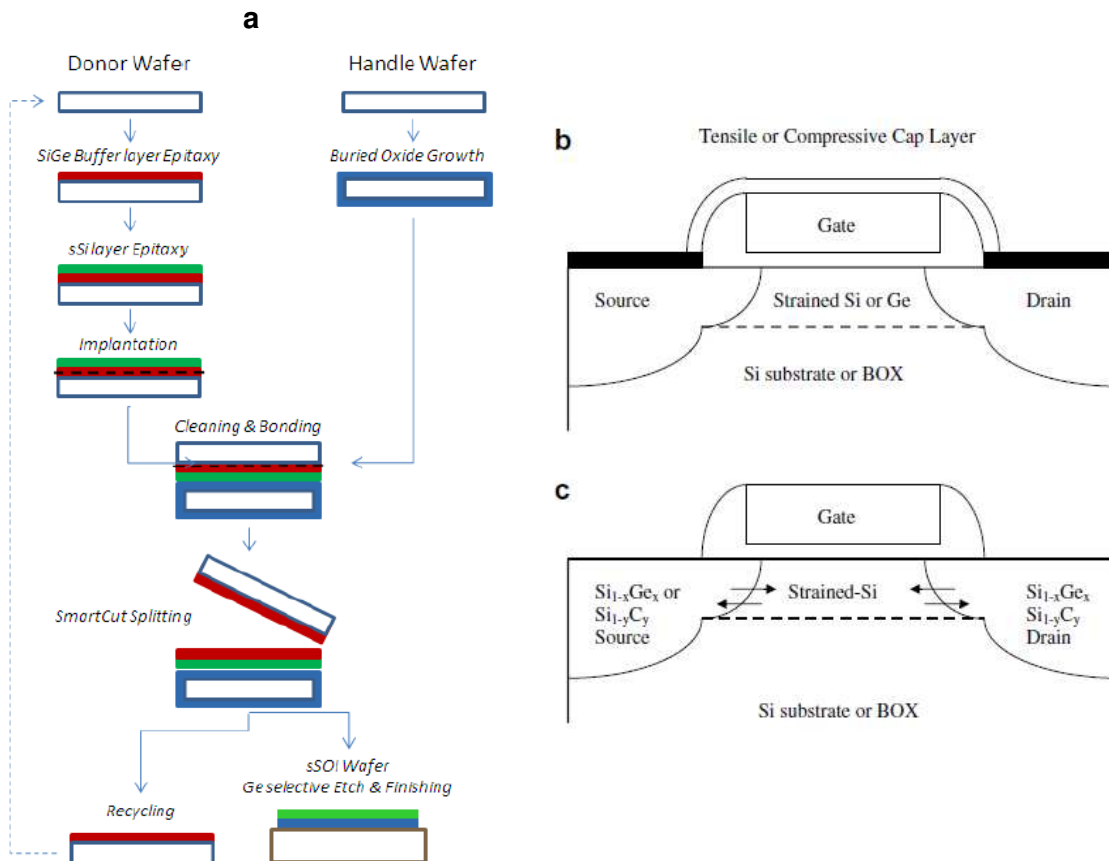 a
Donor Wafer
Handle Wafer
SiGe Buffer layer Epitaxy
Buried Oxide Growth
sSi layer Epitaxy
Implantation
Cleaning & Bonding
SmartCut Splitting
sSOI Wafer
Ge selective Etch & Finishing
Recycling
b
Tensile or Compressive Cap Layer
Gate
Source
Strained Si or Ge
Drain
Si substrate or BOX
c
Gate
Si1-xGex or
Si1-yCy
Source
Strained-Si
Si1-xGex
Si1-yCy
Drain
Si substrate or BOX